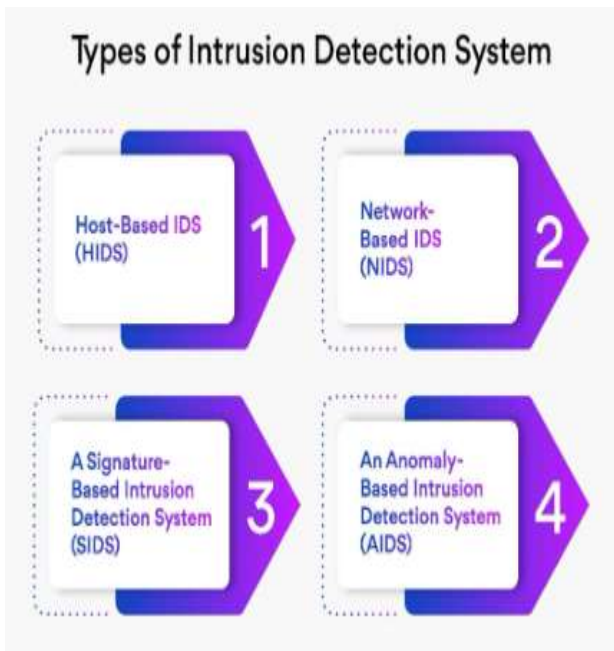 Types of Intrusion Detection System
Host-Based IDS
(HIDS)
1
Network-
Based IDS
(NIDS)
2
A Signature-
Based Intrusion
Detection System
(SIDS)
3
An Anomaly-
Based Intrusion
Detection System
(AIDS)
4